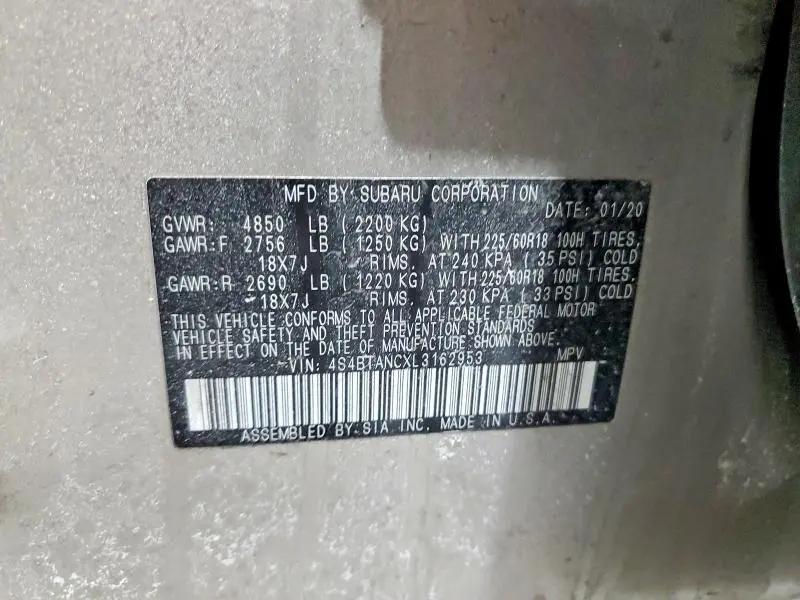 MFD BY: SUBARU CORPORATION
DATE: 01/20
GVWR: 4850 LB ( 2200 KG)
GAWR:F 2756 LB ( 1250 KG) WITH 225/60R18 100H TIRES,
18X7J RIMS, AT 240 KPA ( 35 PSI) COLD
GAWR:R 2690 LB ( 1220 KG) WITH 225/60R18 100H TIRES,
18X7J RIMS, AT 230 KPA ( 33 PSI) COLD
THIS VEHICLE CONFORMS TO ALL APPLICABLE FEDERAL MOTOR
VEHICLE SAFETY AND THEFT PREVENTION STANDARDS
IN EFFECT ON THE DATE OF MANUFACTURE SHOWN ABOVE.
VIN: 4S4BTANCXL3162953 MPV
ASSEMBLED BY SIA INC. MADE IN U.S.A.